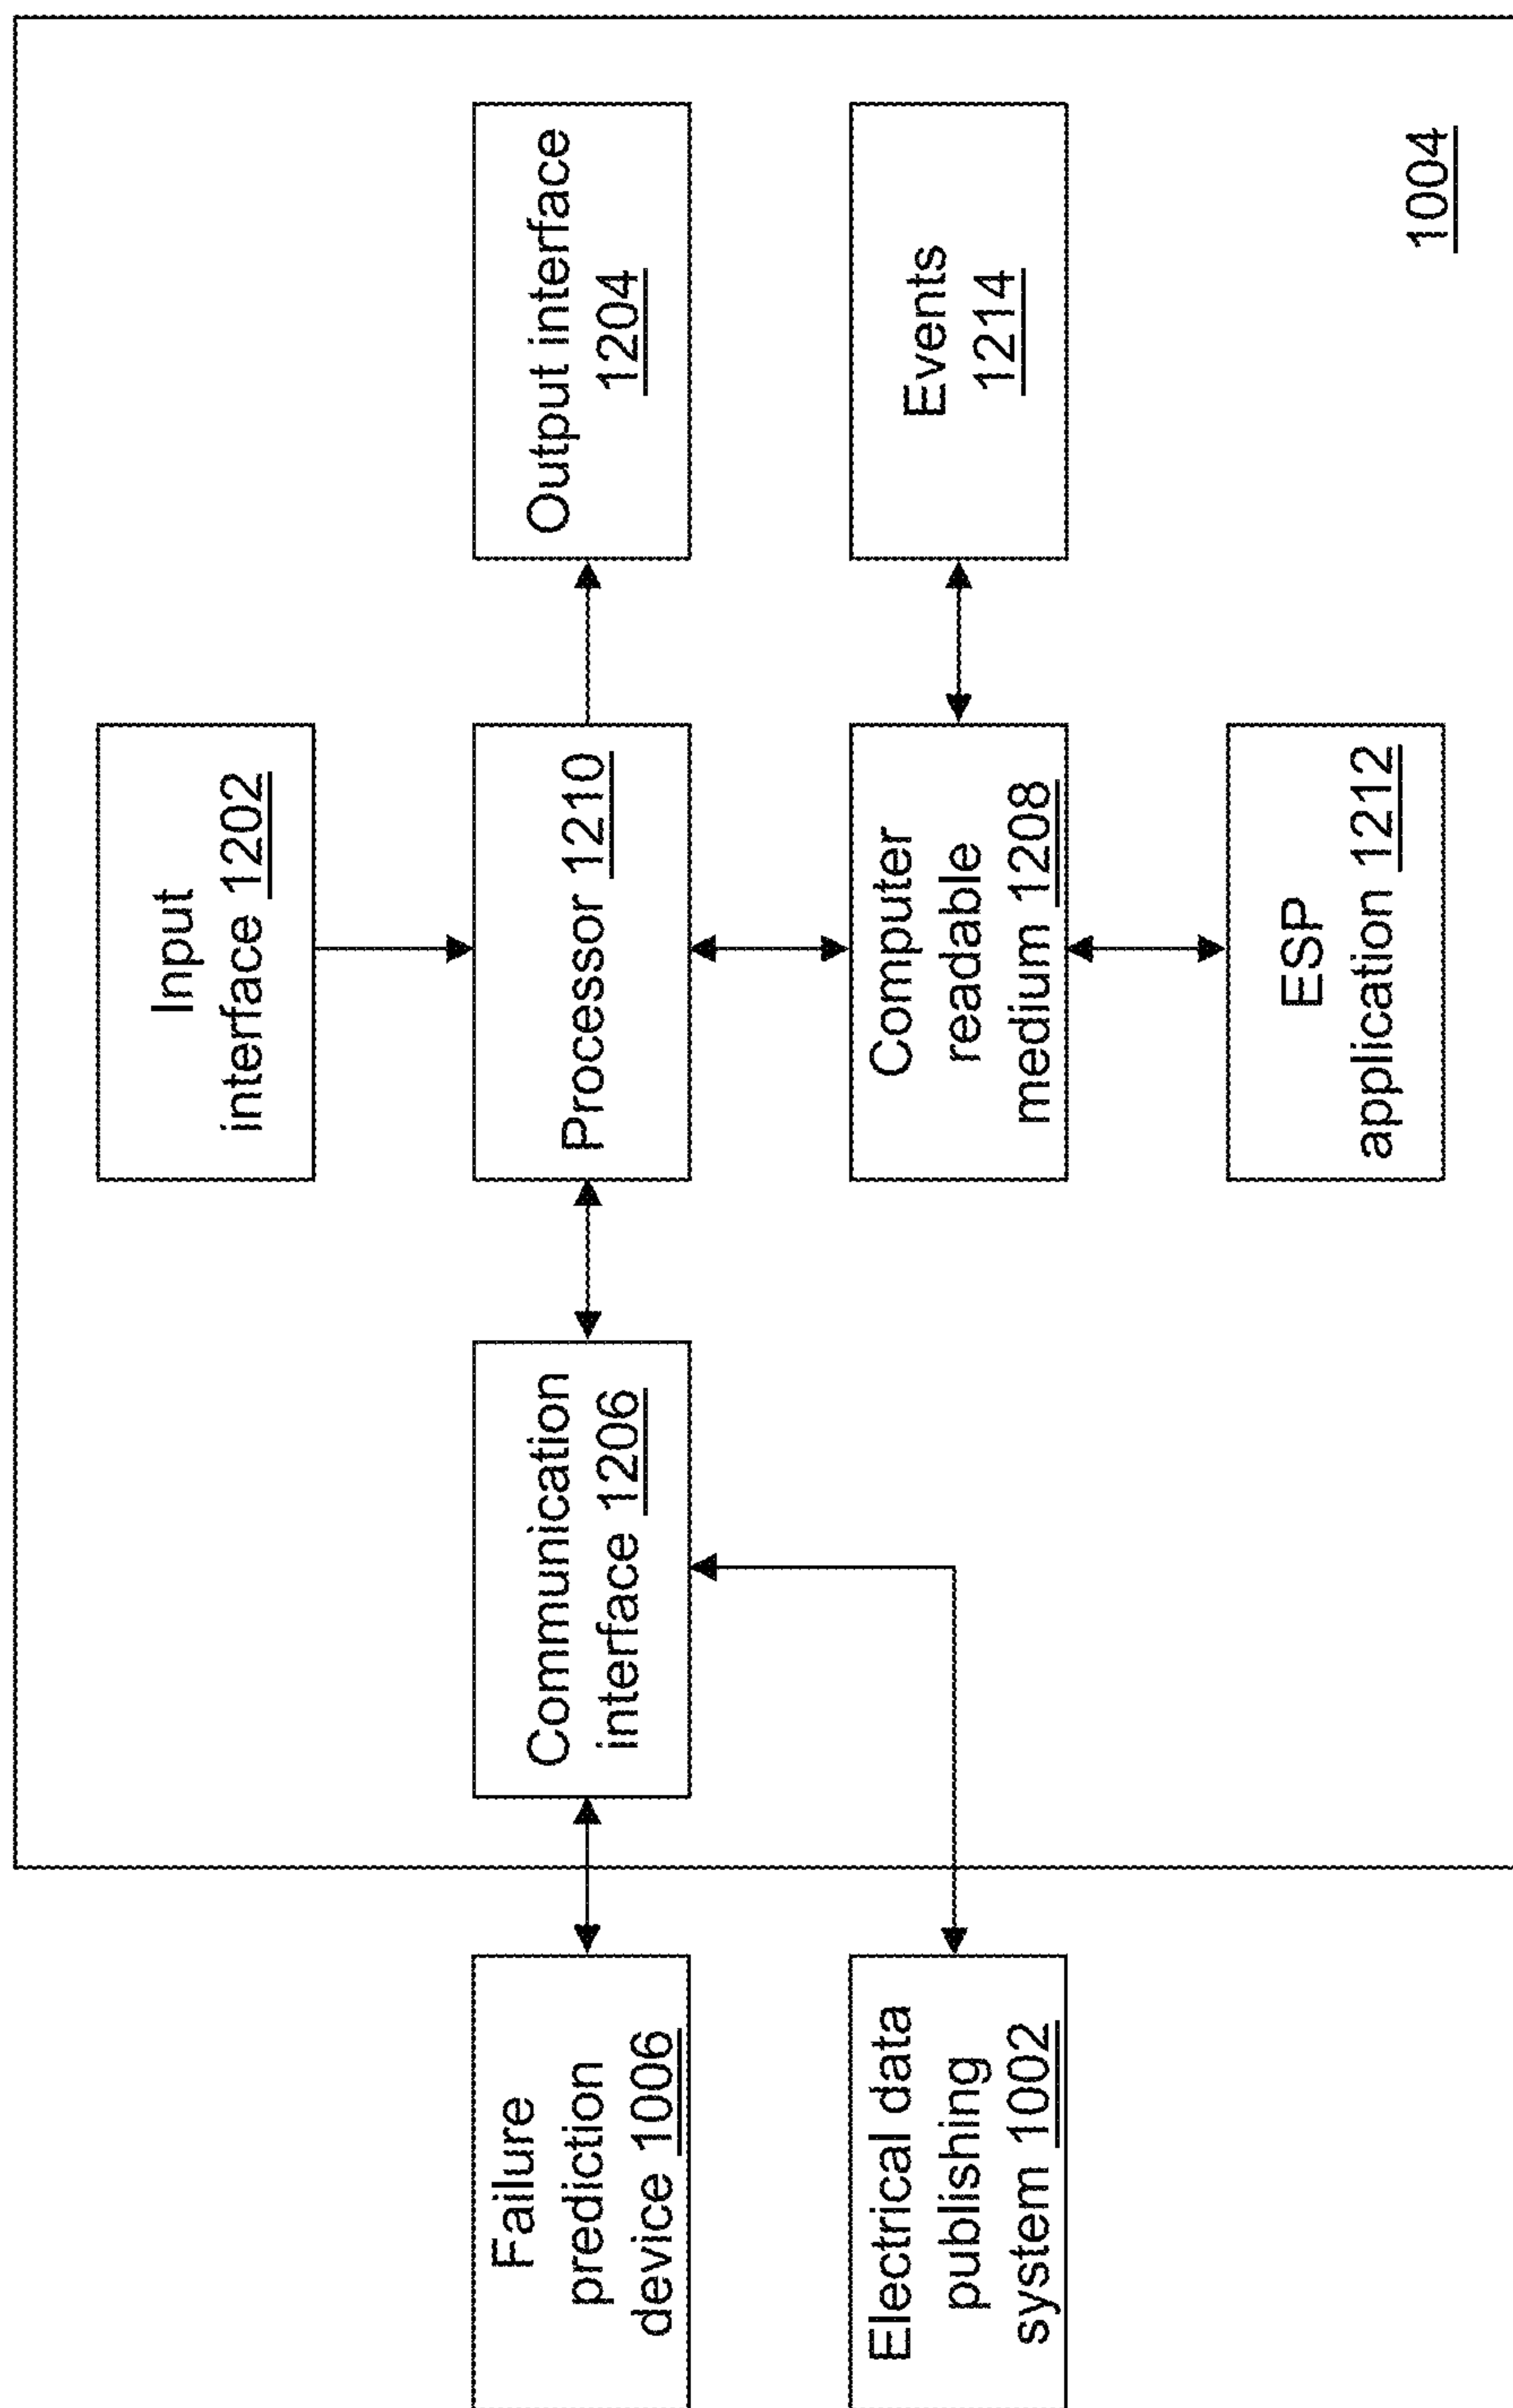 Input
interface 1202
Failure
prediction
device 1006
Communication
interface 1206
Processor 1210
Output interface
1204
Electrical data
publishing
system 1002
Computer
readable
medium 1208
Events
1214
ESP
application 1212
1004